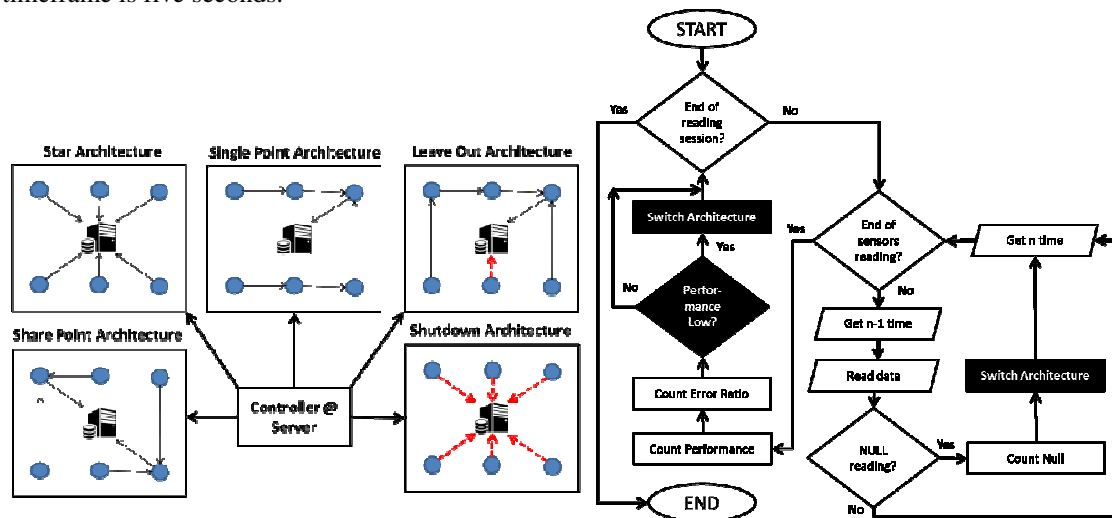 timeframe is five seconds.
Star Architecture
Single Point Architecture
Leave Out Architecture
Share Point Architecture
Shutdown Architecture
Controller @
Server
START
End of
reading
session?
Yes
No
Switch Architecture
Yes
No
Perfor-
mance
Low?
Count Error Ratio
Count Performance
END
End of
sensors
reading?
Yes
No
Get n time
Get n-1 time
Read data
Switch Architecture
NULL
reading?
Yes
Count Null
No